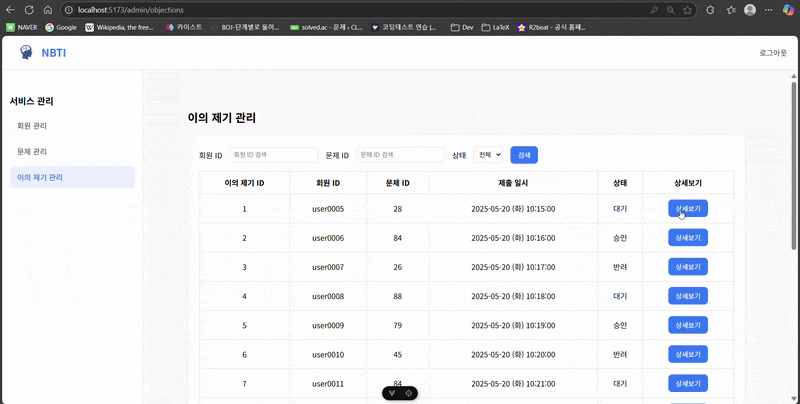 localhost:5173/admin/objections
NAVER Google Wikipedia, the free... 카이스트 BOJ-단계별로 풀어... solved.ac - 문제 › CL... 코딩테스트 연습 |... Dev LaTeX R2beat - 공식 홈페...
NBTI 로그아웃
서비스 관리
회원 관리
문제 관리
이의 제기 관리
이의 제기 관리
회원 ID 회원 ID 검색 문제 ID 문제 ID 검색 상태 전체 검색
이의 제기 ID 회원 ID 문제 ID 제출 일시 상태 상세보기
1 user0005 28 2025-05-20 (화) 10:15:00 대기 상세보기
2 user0006 84 2025-05-20 (화) 10:16:00 승인 상세보기
3 user0007 26 2025-05-20 (화) 10:17:00 반려 상세보기
4 user0008 88 2025-05-20 (화) 10:18:00 대기 상세보기
5 user0009 79 2025-05-20 (화) 10:19:00 승인 상세보기
6 user0010 45 2025-05-20 (화) 10:20:00 반려 상세보기
7 user0011 84 2025-05-20 (화) 10:21:00 대기 상세보기